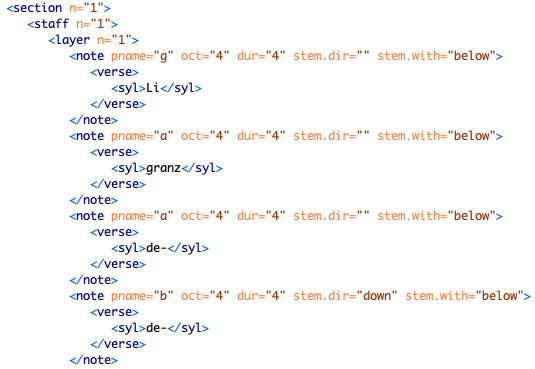 <section n="1">
<staff n="1">
<layer n="1">
<note pname="g" oct="4" dur="4" stem.dir="" stem.with="below">
<verse>
<syl>Li</syl>
</verse>
</note>
<note pname="a" oct="4" dur="4" stem.dir="" stem.with="below">
<verse>
<syl>granz</syl>
</verse>
</note>
<note pname="a" oct="4" dur="4" stem.dir="" stem.with="below">
<verse>
<syl>de-</syl>
</verse>
</note>
<note pname="b" oct="4" dur="4" stem.dir="down" stem.with="below">
<verse>
<syl>de-</syl>
</verse>
</note>